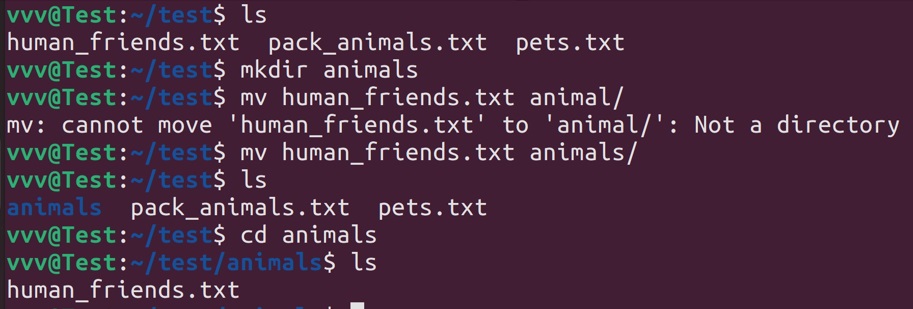 vvv@Test:~/test$ ls
human_friends.txt  pack_animals.txt  pets.txt
vvv@Test:~/test$ mkdir animals
vvv@Test:~/test$ mv human_friends.txt animal/
mv: cannot move 'human_friends.txt' to 'animal/': Not a directory
vvv@Test:~/test$ mv human_friends.txt animals/
vvv@Test:~/test$ ls
animals  pack_animals.txt  pets.txt
vvv@Test:~/test$ cd animals
vvv@Test:~/test/animals$ ls
human_friends.txt